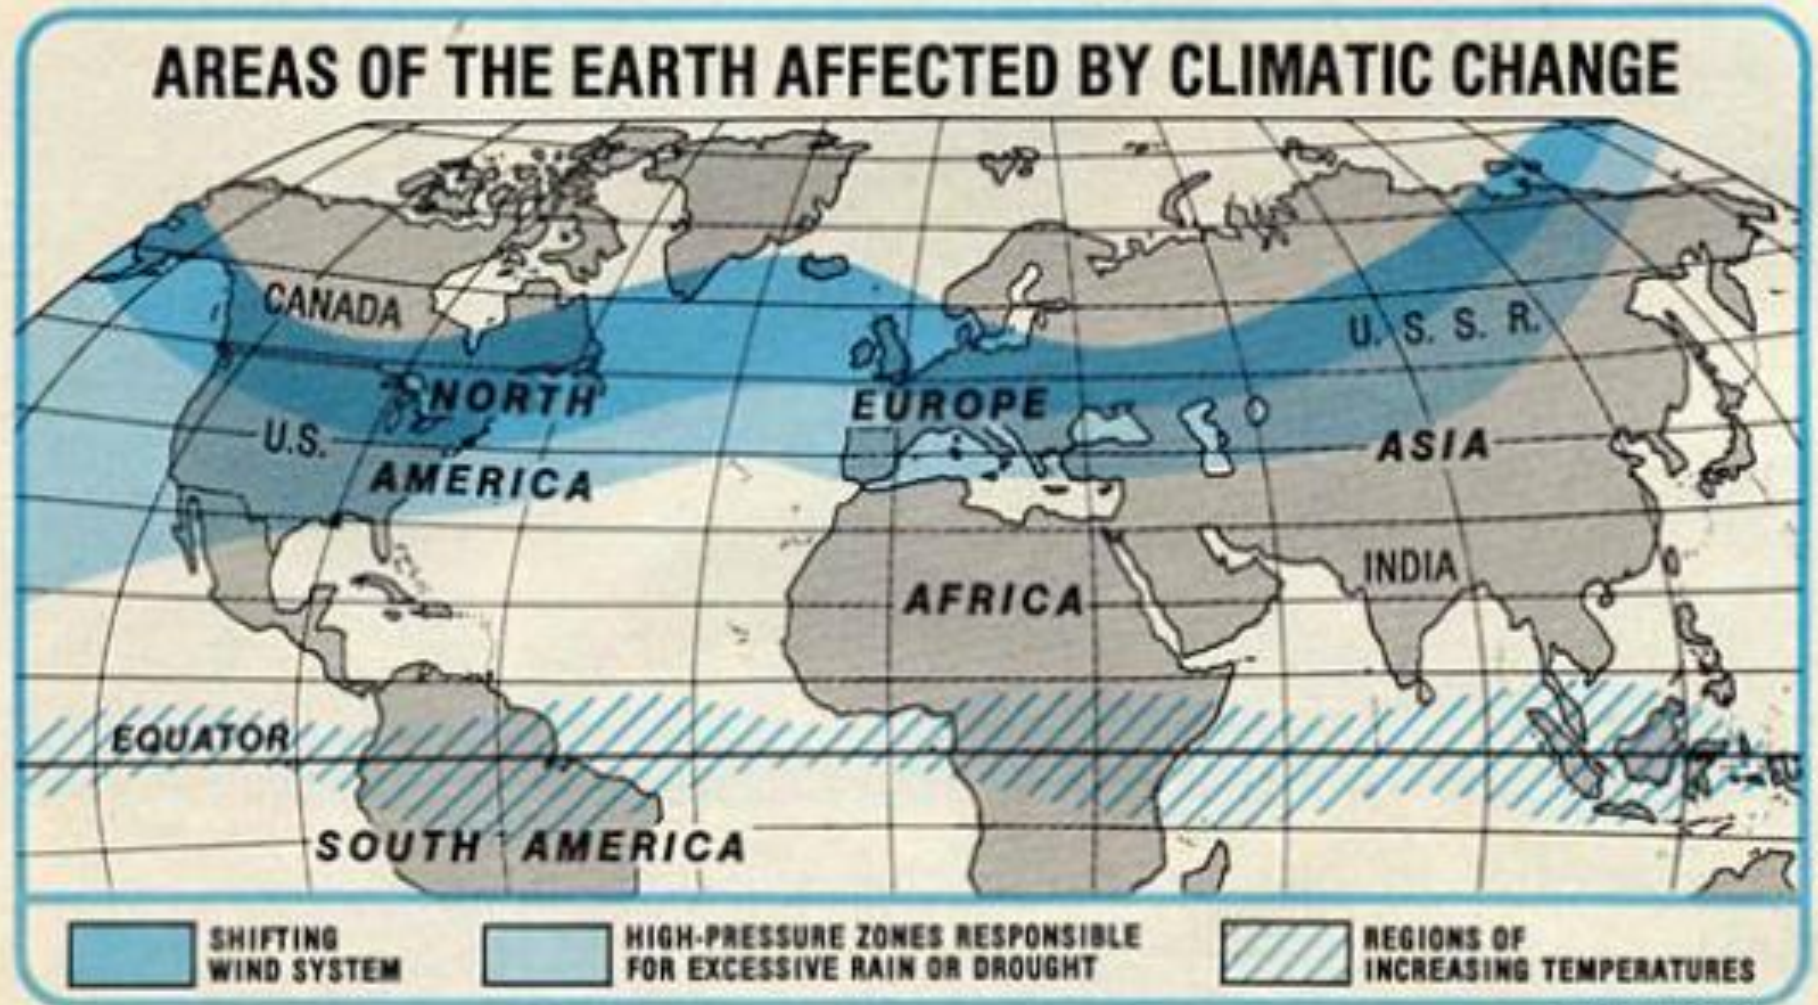 AREAS OF THE EARTH AFFECTED BY CLIMATIC CHANGE
CANADA
U. S. S. R.
NORTH
EUROPE
U.S.
AMERICA
ASIA
INDIA
AFRICA
EQUATOR
SOUTH AMERICA
SHIFTING
WIND SYSTEM
HIGH-PRESSURE ZONES RESPONSIBLE
FOR EXCESSIVE RAIN OR DROUGHT
REGIONS OF
INCREASING TEMPERATURES